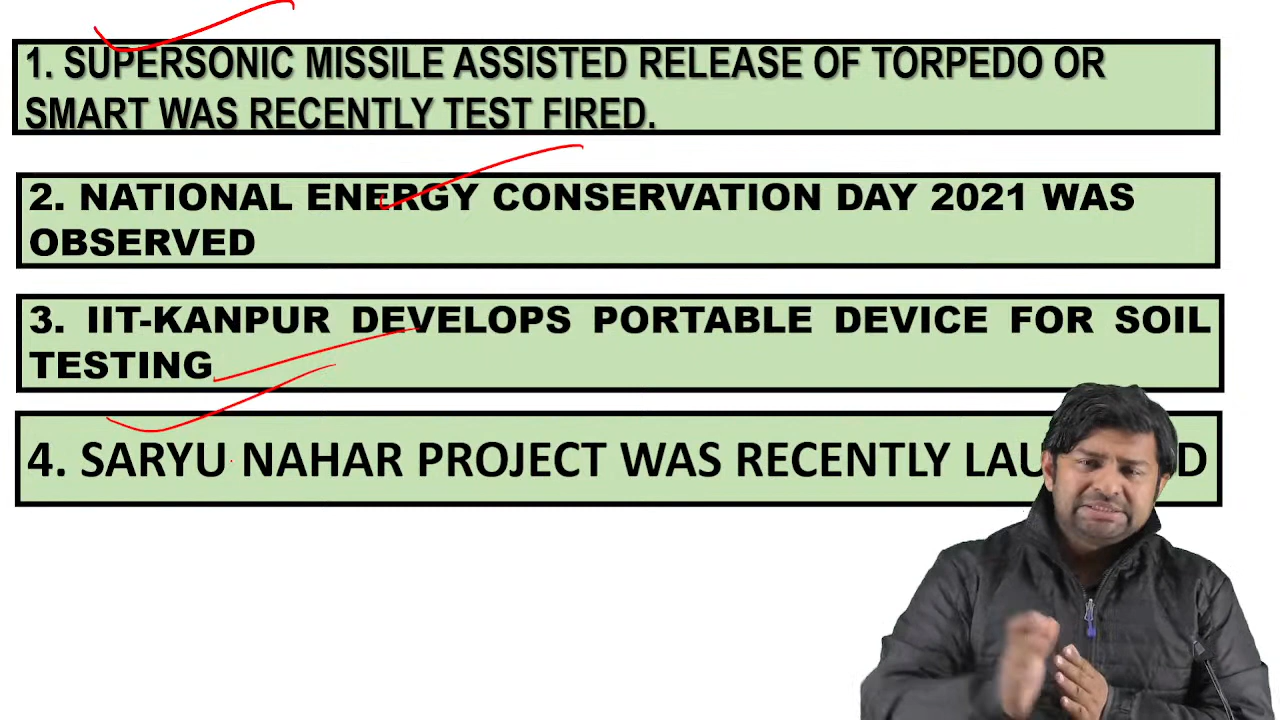 1. SUPERSONIC MISSILE ASSISTED RELEASE OF TORPEDO OR
SMART WAS RECENTLY TEST FIRED.
2. NATIONAL ENERGY CONSERVATION DAY 2021 WAS
OBSERVED
3. IIT-KANPUR DEVELOPS PORTABLE DEVICE FOR SOIL
TESTING
4. SARYU NAHAR PROJECT WAS RECENTLY